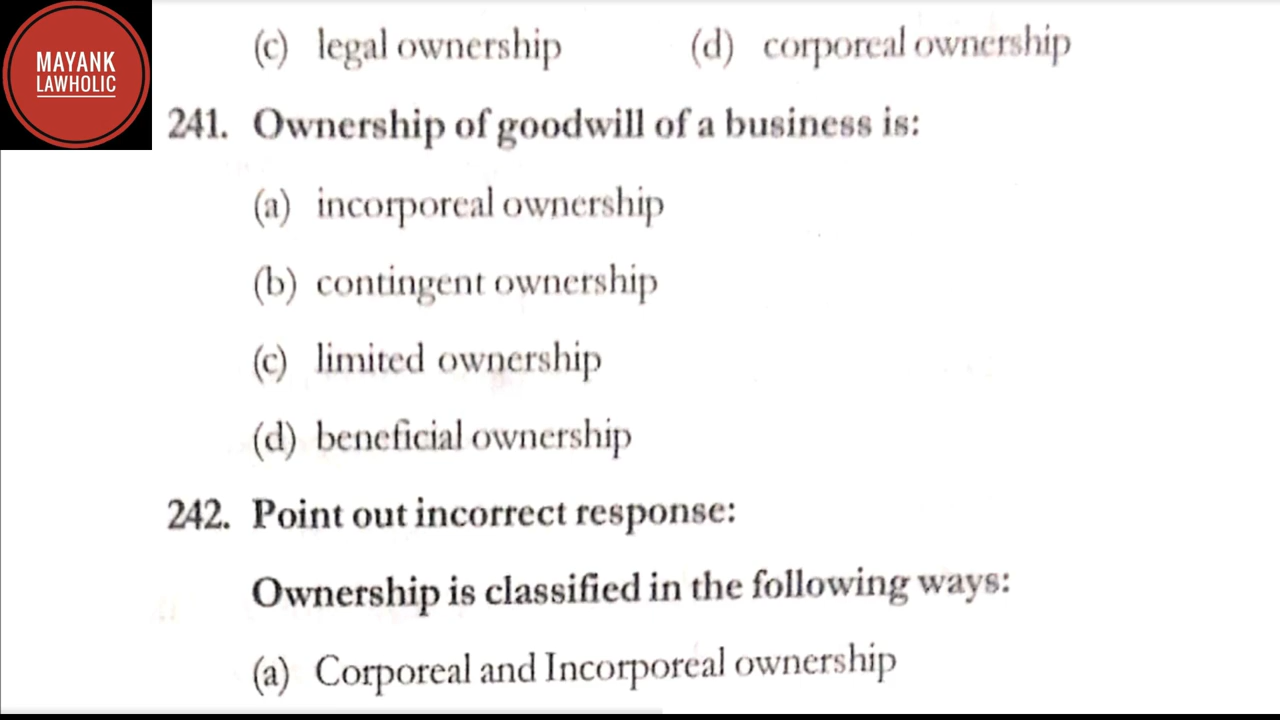 MAYANK
LAWHOLIC
(c) legal ownership (d) corporeal ownership
241. Ownership of goodwill of a business is:
(a) incorporeal ownership
(b) contingent ownership
(c) limited ownership
(d) beneficial ownership
242. Point out incorrect response:
Ownership is classified in the following ways:
(a) Corporeal and Incorporeal ownership